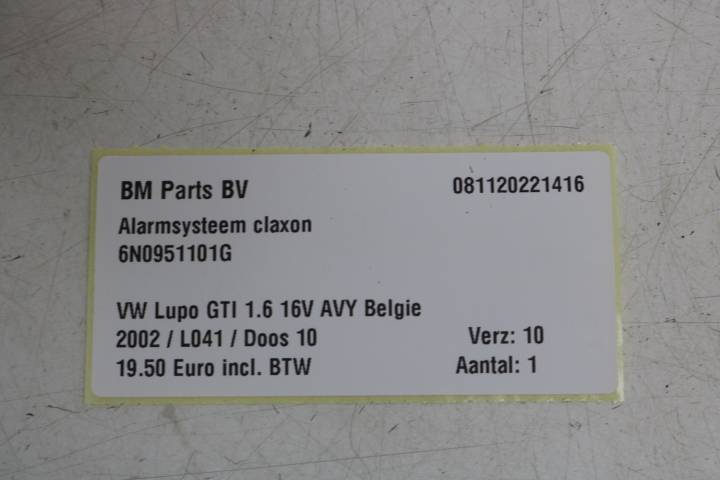 BM Parts BV 081120221416
Alarmsysteem claxon
6N0951101G
VW Lupo GTI 1.6 16V AVY Belgie
2002 / L041 / Doos 10 Verz: 10
19.50 Euro incl. BTW Aantal: 1